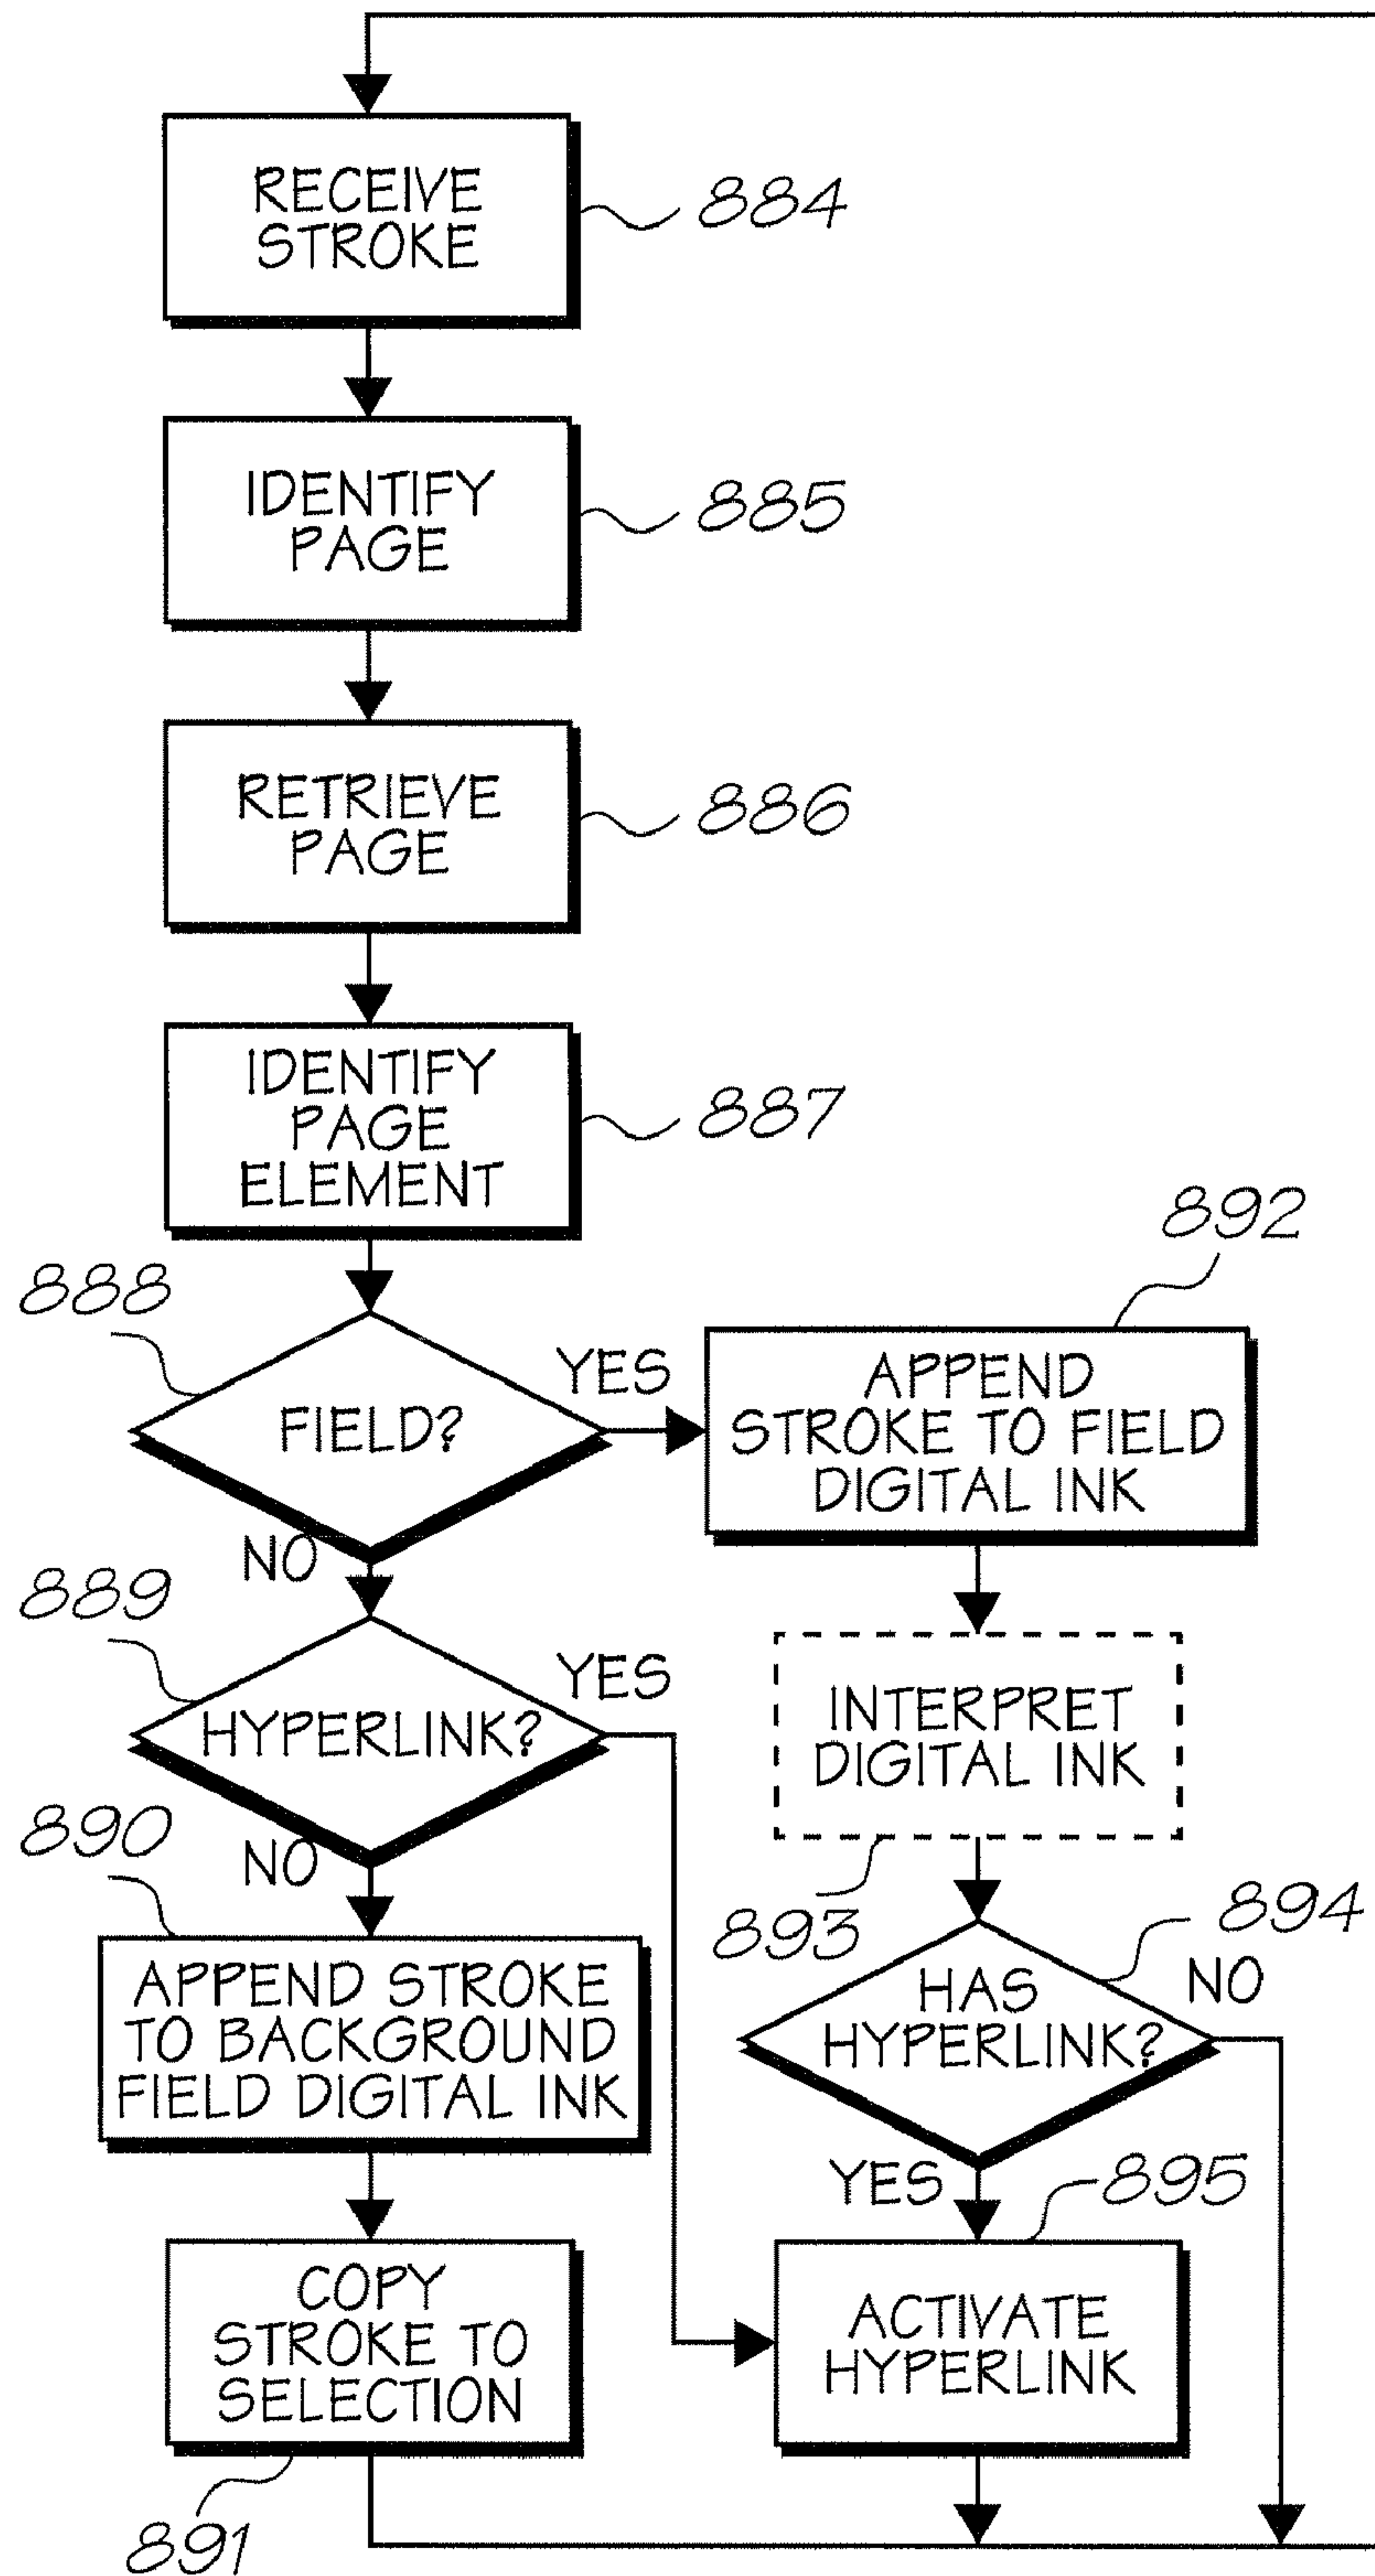 RECEIVE
STROKE
884
IDENTIFY
PAGE
885
RETRIEVE
PAGE
886
IDENTIFY
PAGE
ELEMENT
887
888
FIELD?
YES
NO
892
APPEND
STROKE TO FIELD
DIGITAL INK
889
HYPERLINK?
YES
NO
INTERPRET
DIGITAL INK
893
890
APPEND STROKE
TO BACKGROUND
FIELD DIGITAL INK
894
HAS
HYPERLINK?
NO
YES
895
COPY
STROKE TO
SELECTION
891
ACTIVATE
HYPERLINK